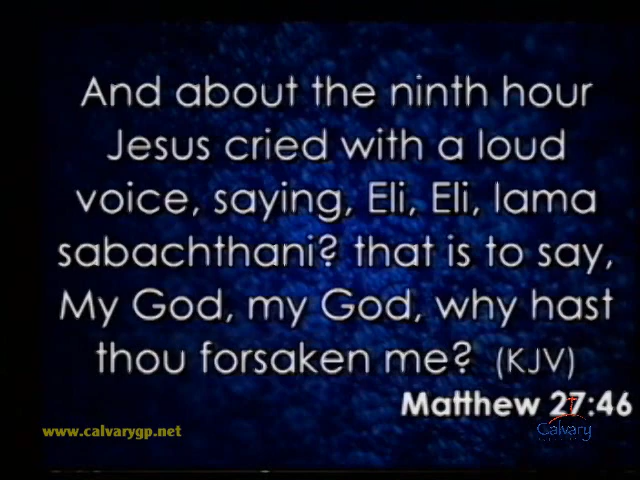 And about the ninth hour
Jesus cried with a loud
voice, saying, Eli, Eli, lama
sabachthani? that is to say,
My God, my God, why hast
thou forsaken me? (KJV)
Matthew 27:46
www.calvarygp.net
Calvary